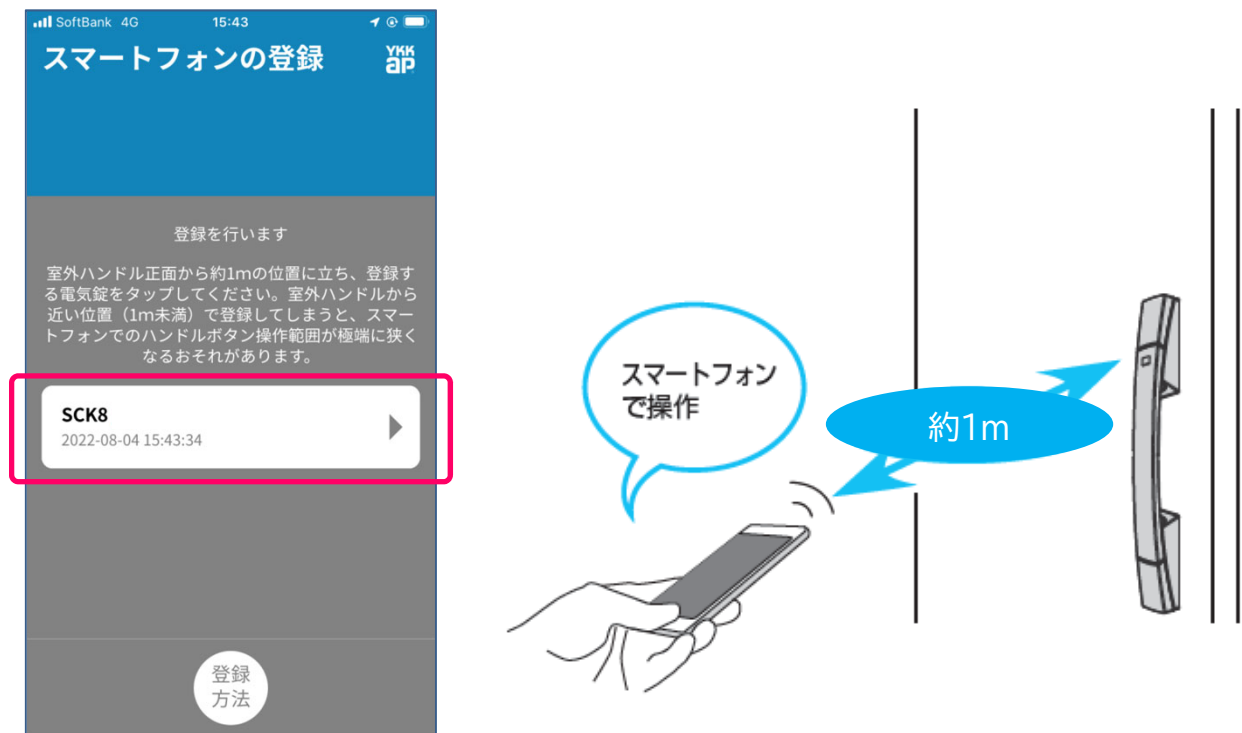 SoftBank 4G 15:43
スマートフォンの登録
YKK
ap
登録を行います
室外ハンドル正面から約1mの位置に立ち、登録す
る電気錠をタップしてください。室外ハンドルから
近い位置（1m未満）で登録してしまうと、スマー
トフォンでのハンドルボタン操作範囲が極端に狭く
なるおそれがあります。
SCK8
2022-08-04 15:43:34
登録
方法
スマートフォン
で操作
約1m